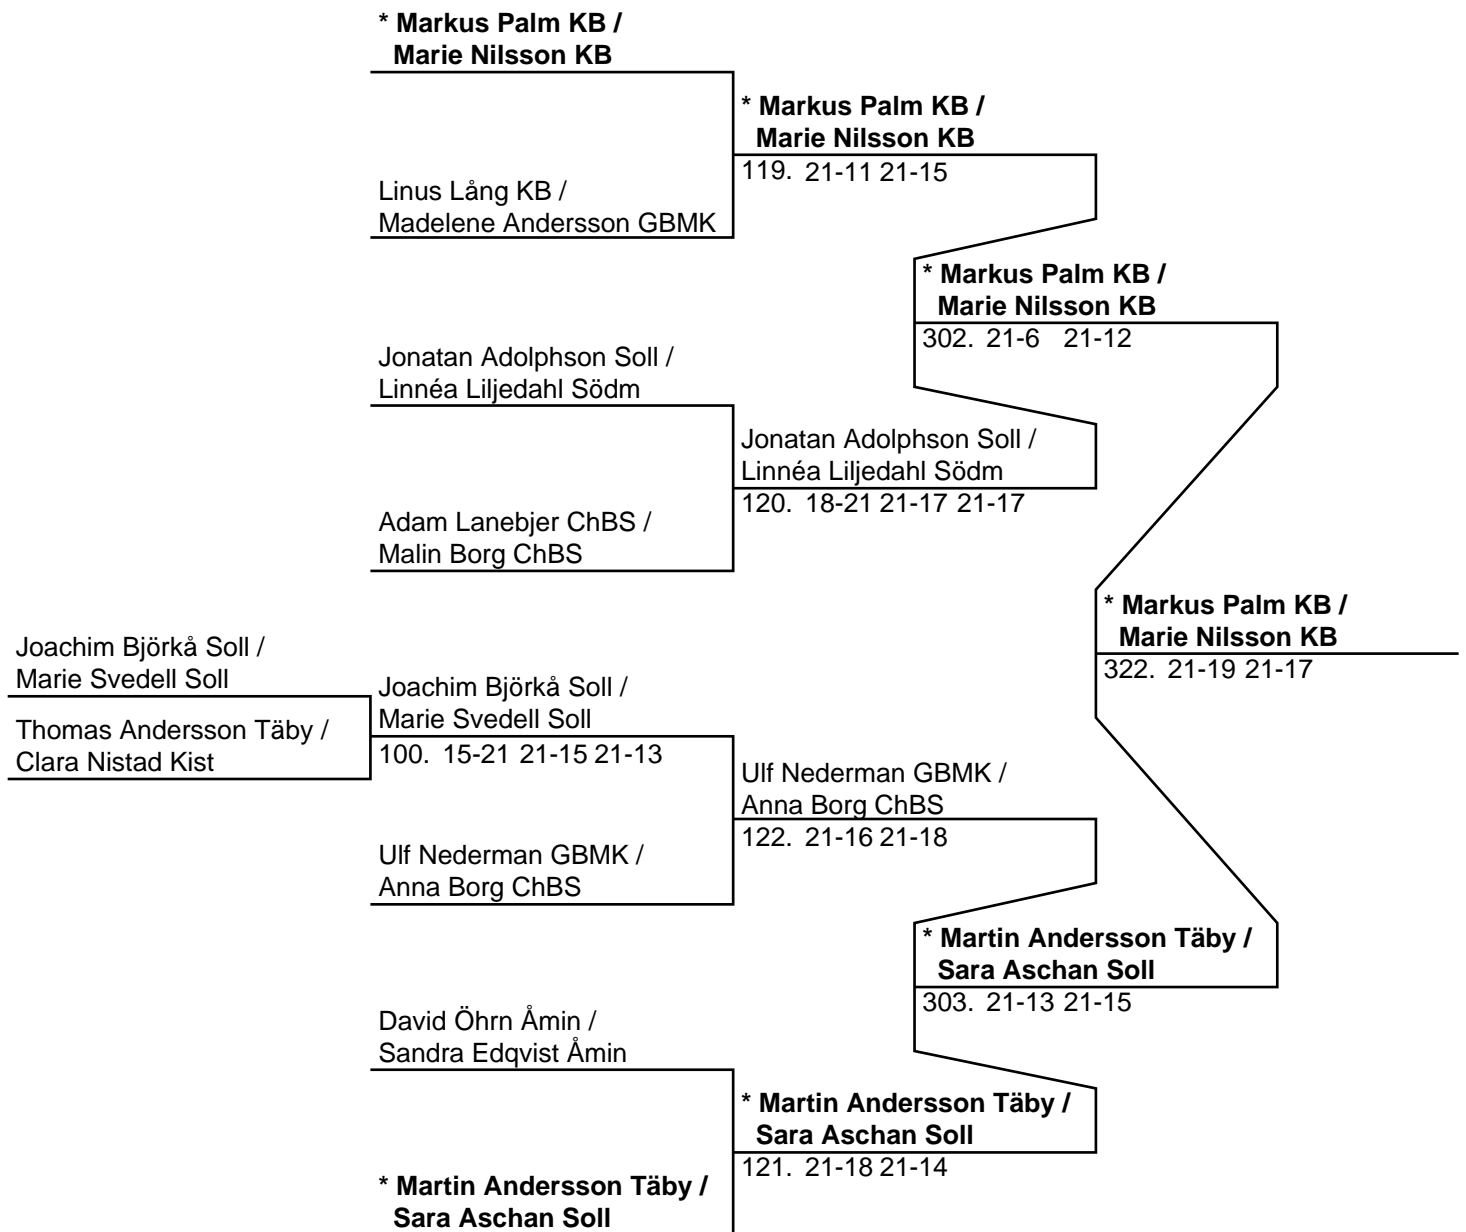 * Markus Palm KB /
Marie Nilsson KB
* Markus Palm KB /
Marie Nilsson KB
119. 21-11 21-15
Linus Lång KB /
Madelene Andersson GBMK
* Markus Palm KB /
Marie Nilsson KB
302. 21-6 21-12
Jonatan Adolphson Soll /
Linnéa Liljedahl Södm
Jonatan Adolphson Soll /
Linnéa Liljedahl Södm
120. 18-21 21-17 21-17
Adam Lanebjer ChBS /
Malin Borg ChBS
* Markus Palm KB /
Marie Nilsson KB
322. 21-19 21-17
Joachim Björkå Soll /
Marie Svedell Soll
Joachim Björkå Soll /
Marie Svedell Soll
100. 15-21 21-15 21-13
Thomas Andersson Täby /
Clara Nistad Kist
Ulf Nederman GBMK /
Anna Borg ChBS
122. 21-16 21-18
Ulf Nederman GBMK /
Anna Borg ChBS
* Martin Andersson Täby /
Sara Aschan Soll
303. 21-13 21-15
David Öhrn Åmin /
Sandra Edqvist Åmin
* Martin Andersson Täby /
Sara Aschan Soll
121. 21-18 21-14
* Martin Andersson Täby /
Sara Aschan Soll